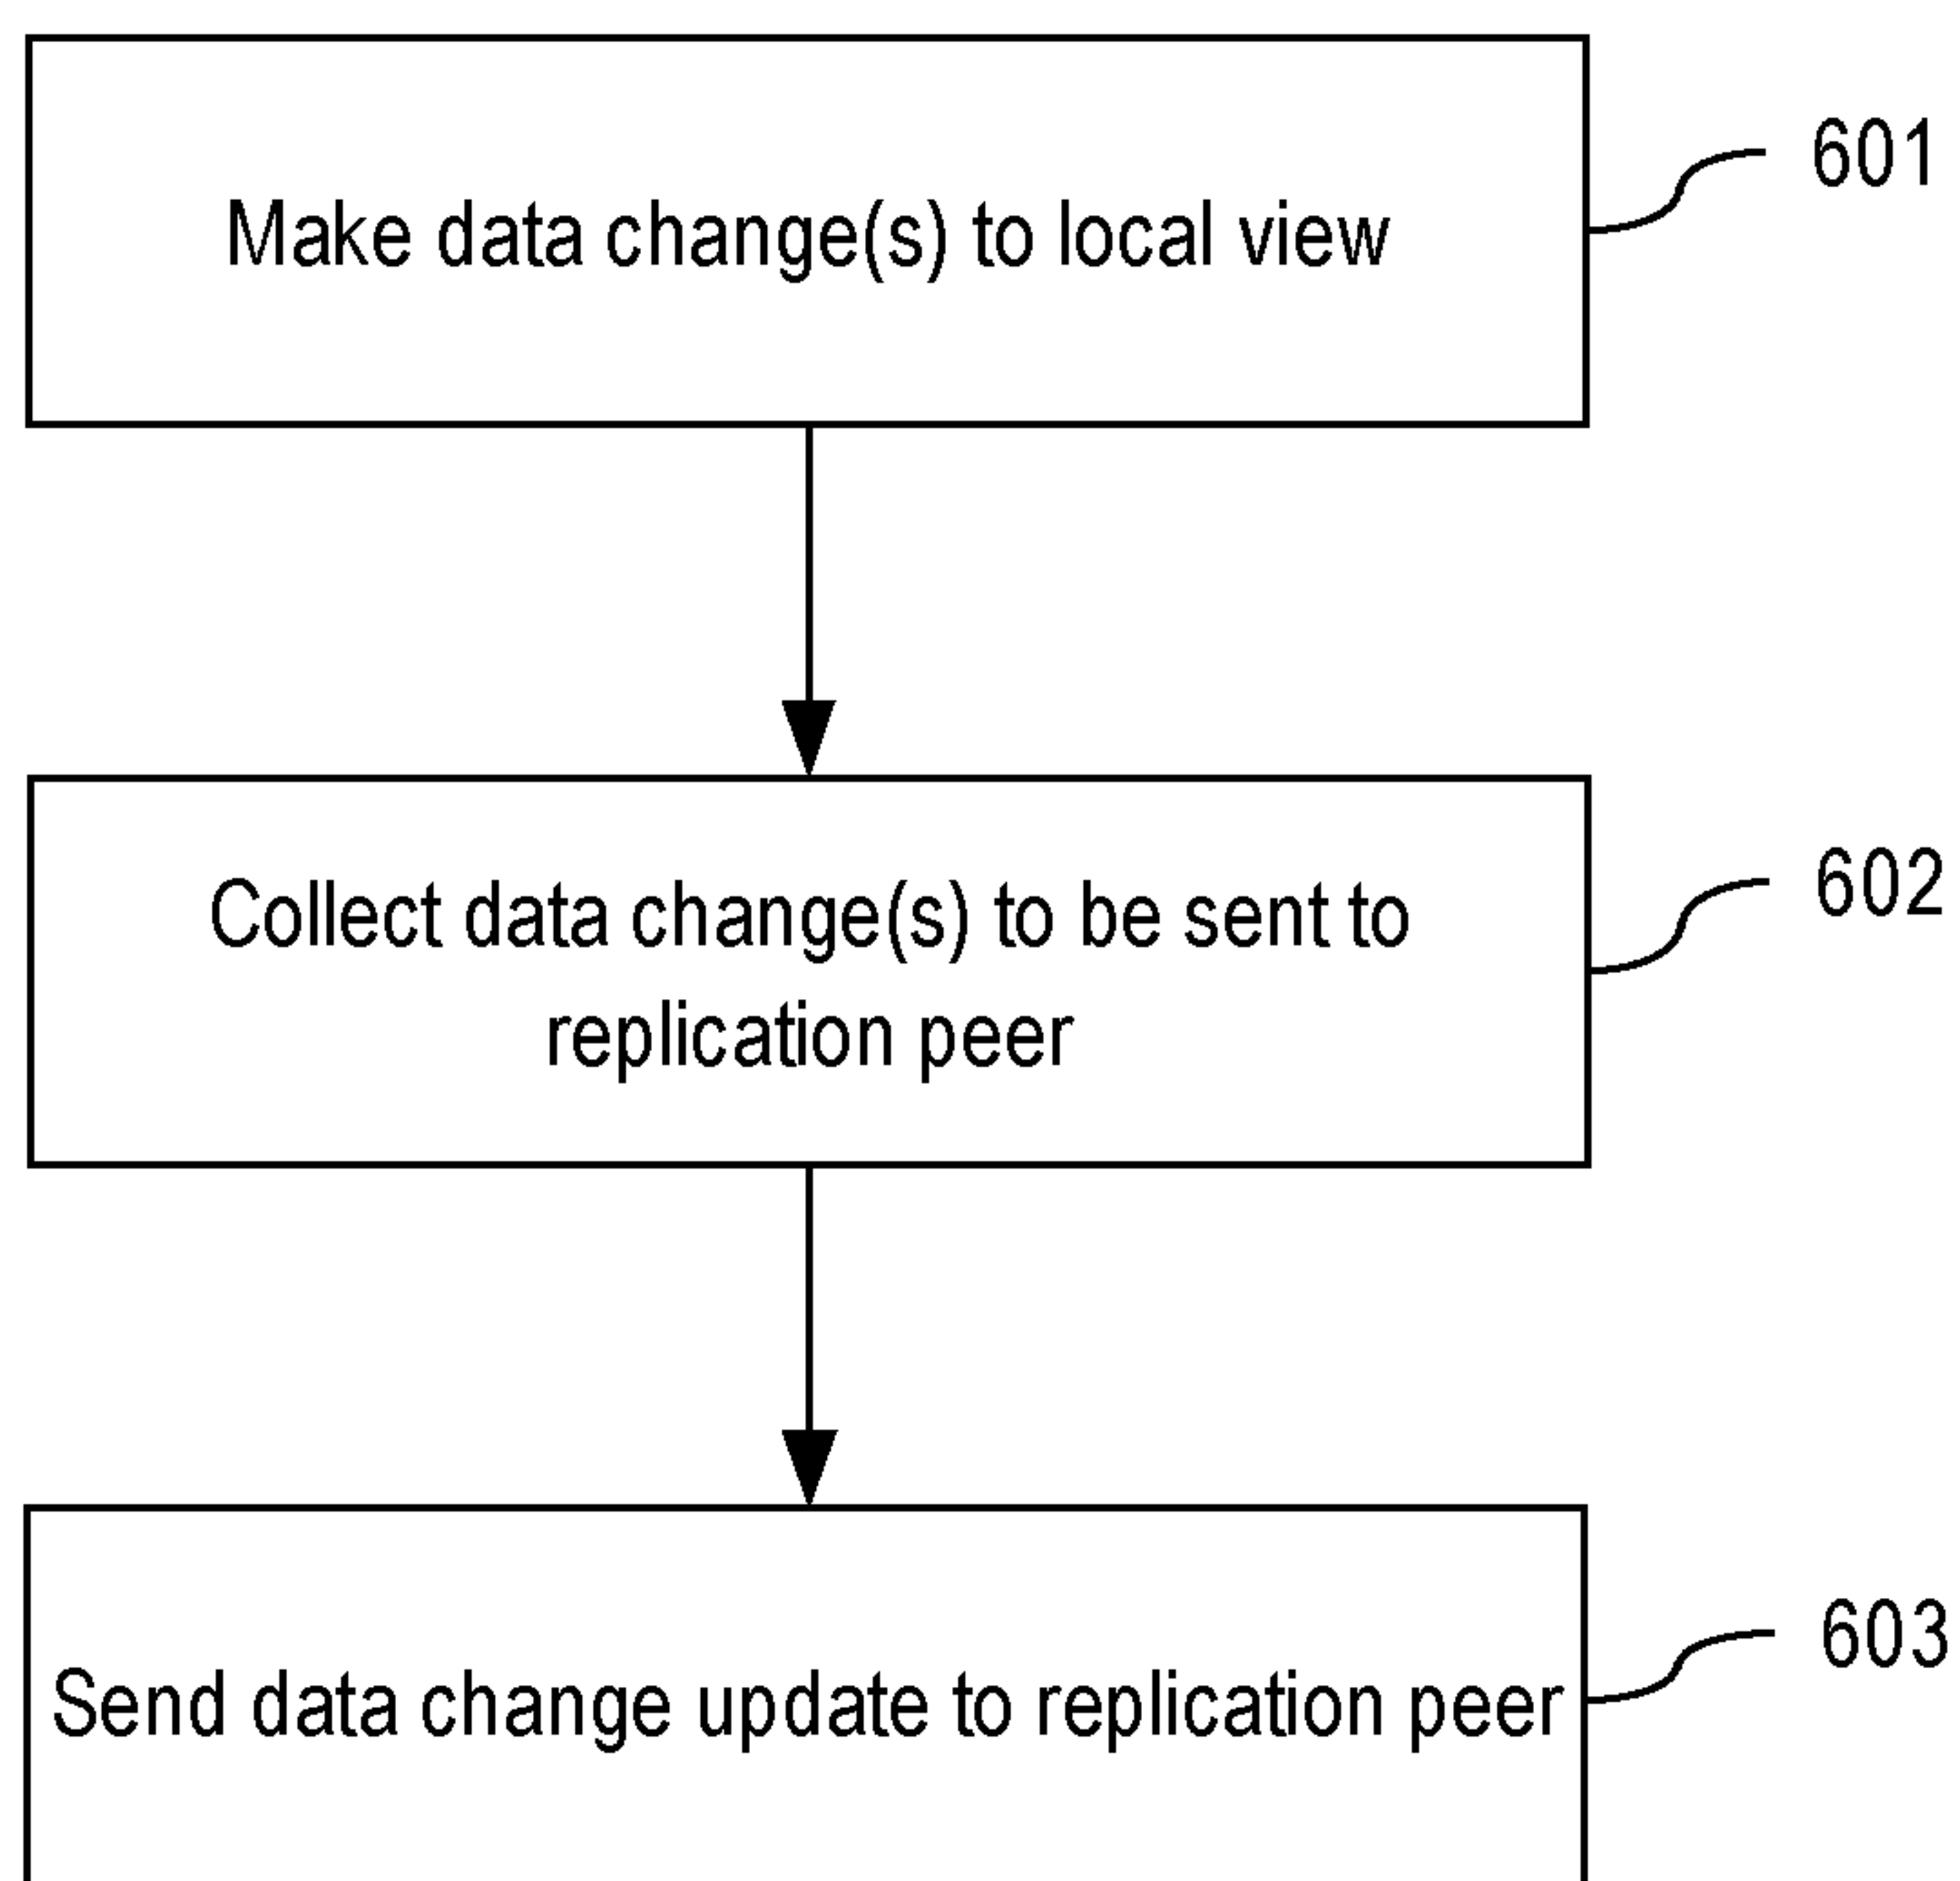 Make data change(s) to local view
601
Collect data change(s) to be sent to
replication peer
602
Send data change update to replication peer
603